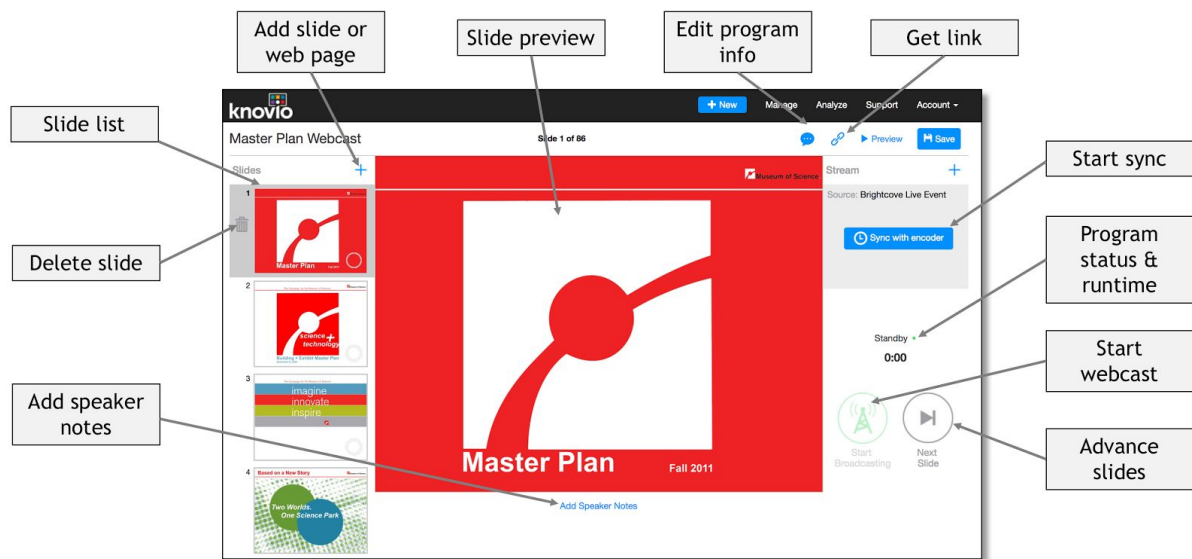 Add slide or
web page
Slide preview
Edit program
info
Get link
Slide list
Delete slide
Add speaker
notes
Start sync
Program
status &
runtime
Start
webcast
Advance
slides
knovio
+ New
Manage
Analyze
Support
Account
Master Plan Webcast
Slide 1 of 86
Preview
Save
Slides
+
1
Master Plan
2
science +
technology
Building + Exhibit Master Plan
3
imagine
innovate
inspire
4
Based on a New Story
Two Worlds.
One Science Park
Museum of Science
Master Plan
Fall 2011
Add Speaker Notes
Stream
+
Source: Brightcove Live Event
Sync with encoder
Standby
0:00
Start
Broadcasting
Next
Slide